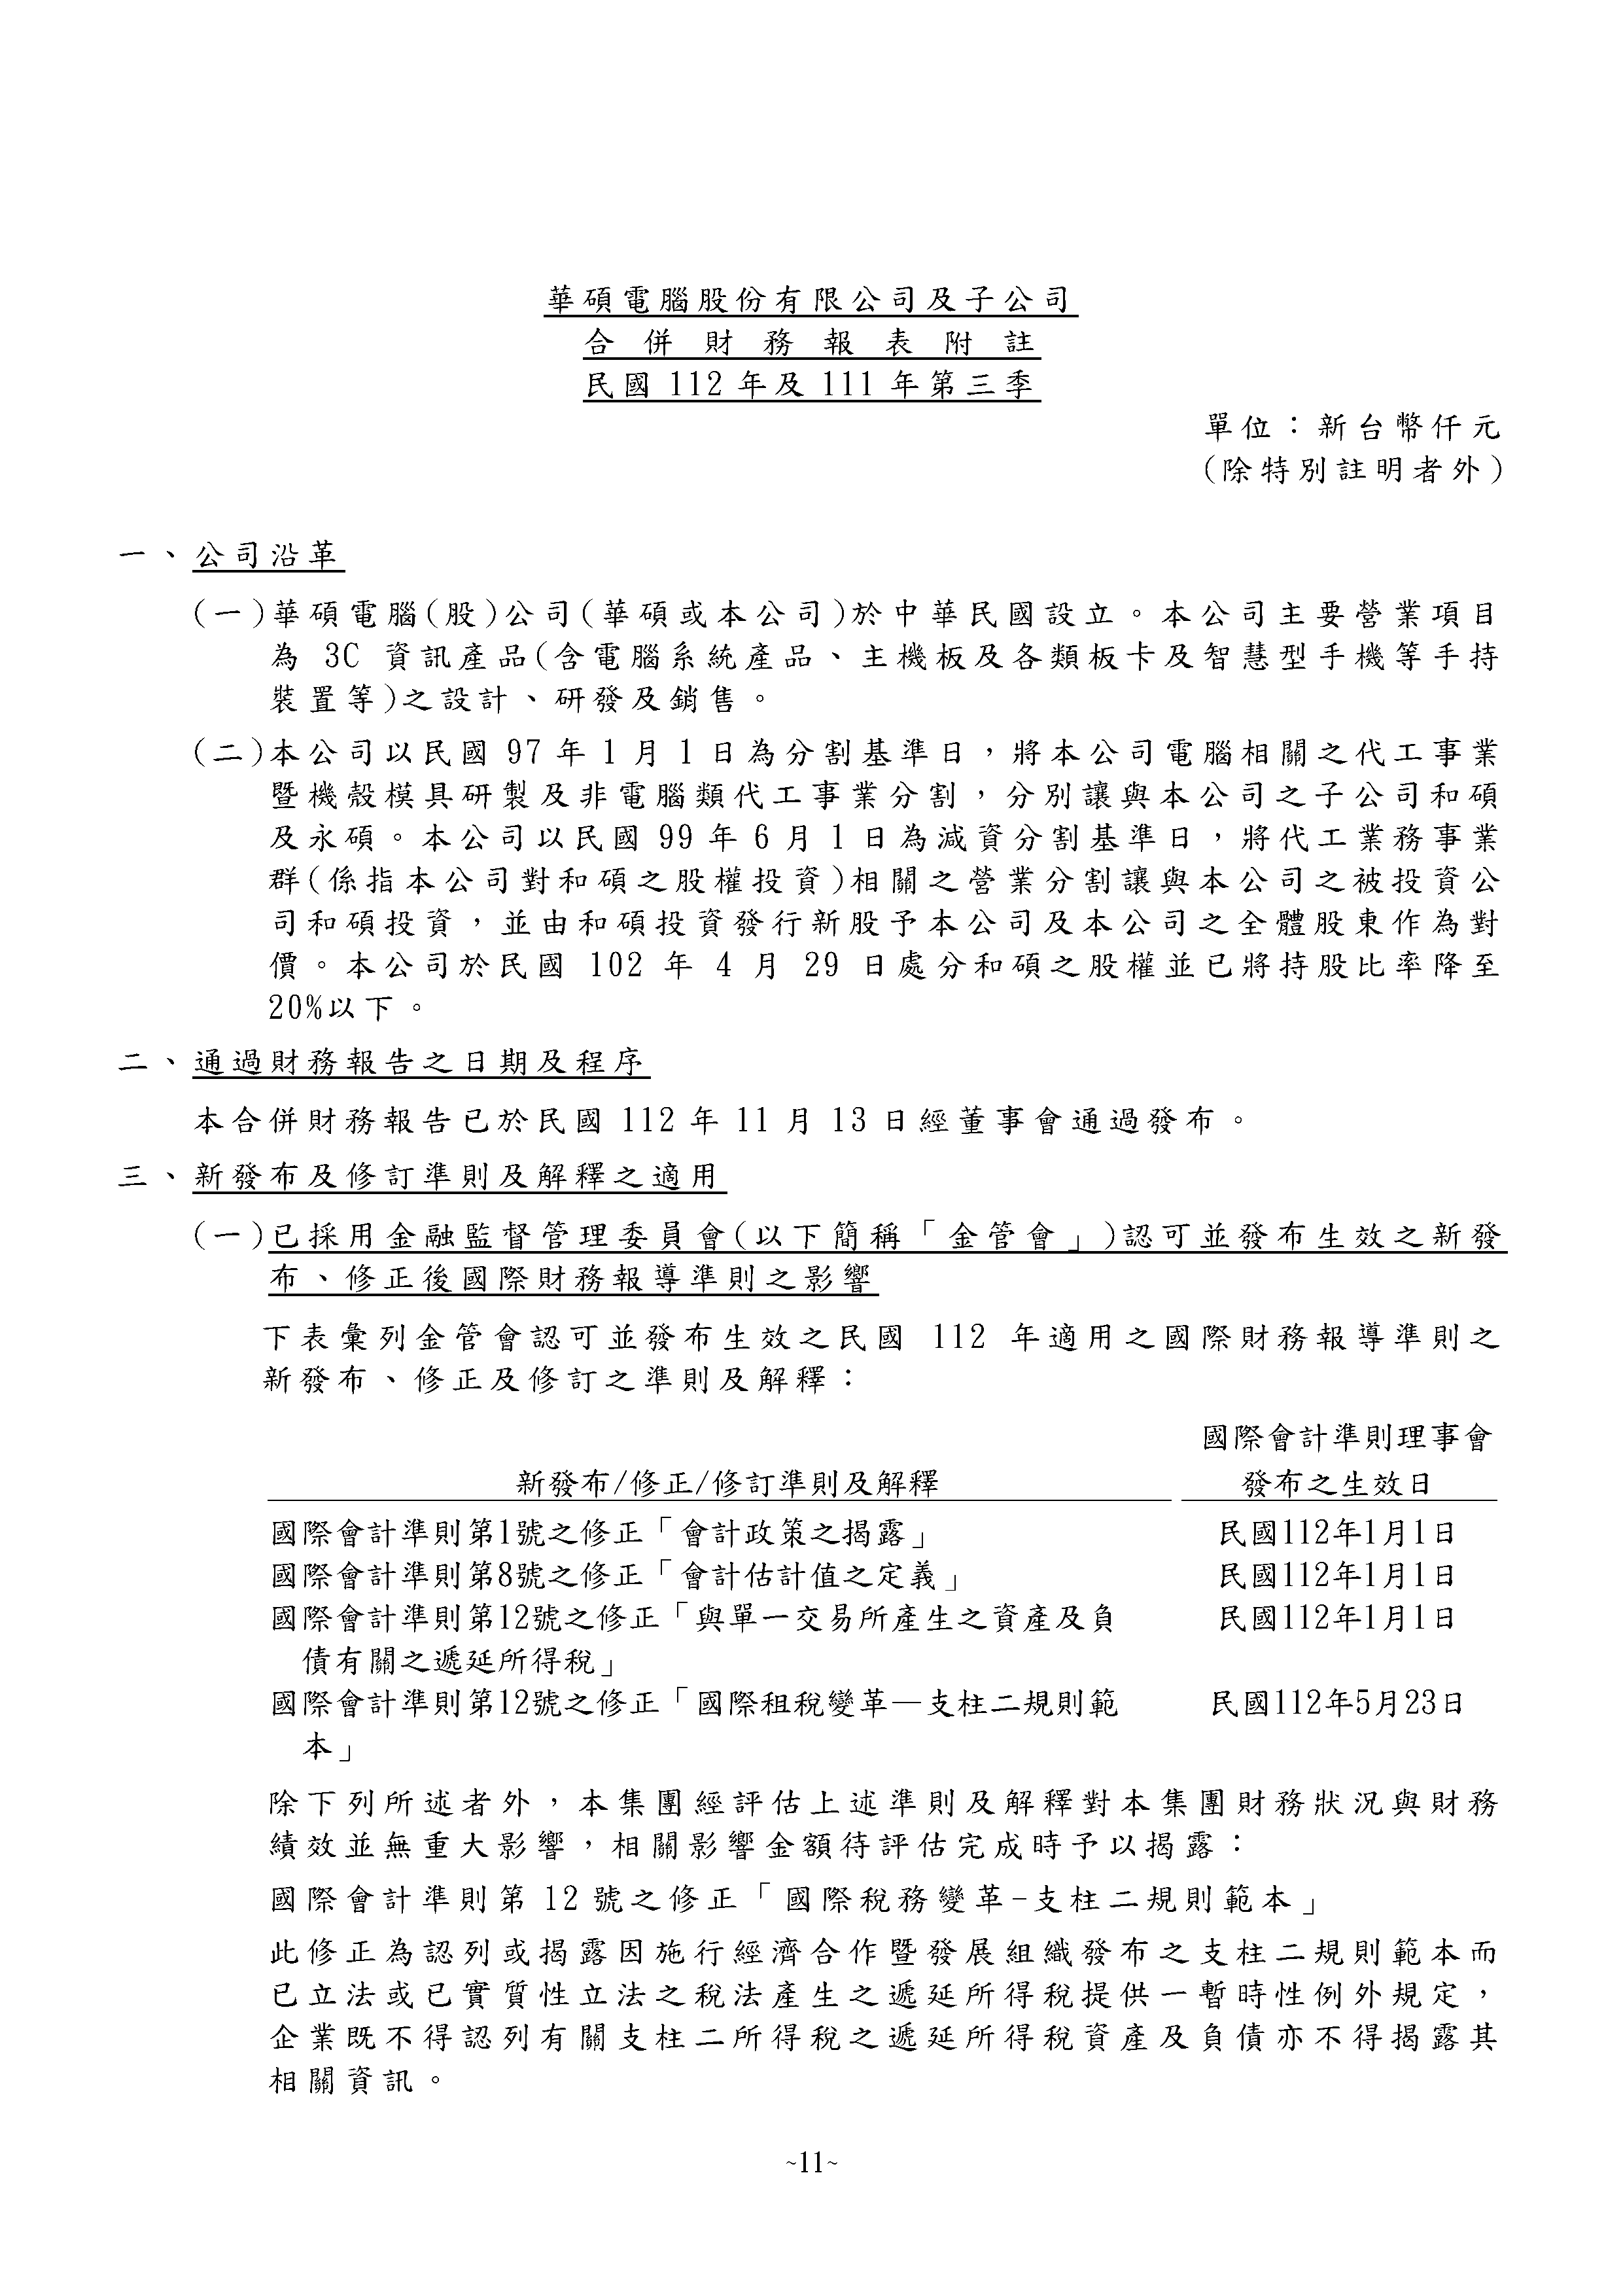 華碩電腦股份有限公司及子公司
合併財務報表附註
民國 112 年及 111 年第三季
單位：新台幣仟元
(除特別註明者外)
一、公司沿革
(一)華碩電腦(股)公司(華碩或本公司)於中華民國設立。本公司主要營業項目
為 3C 資訊產品(含電腦系統產品、主機板及各類板卡及智慧型手機等手持
裝置等)之設計、研發及銷售。
(二)本公司以民國 97 年 1 月 1 日為分割基準日，將本公司電腦相關之代工事業
暨機殼模具研製及非電腦類代工事業分割，分別讓與本公司之子公司和碩
及永碩。本公司以民國 99 年 6 月 1 日為減資分割基準日，將代工業務事業
群(係指本公司對和碩之股權投資)相關之營業分割讓與本公司之被投資公
司和碩投資，並由和碩投資發行新股予本公司及本公司之全體股東作為對
價。本公司於民國 102 年 4 月 29 日處分和碩之股權並已將持股比率降至
20%以下。
二、通過財務報告之日期及程序
本合併財務報告已於民國 112 年 11 月 13 日經董事會通過發布。
三、新發布及修訂準則及解釋之適用
(一)已採用金融監督管理委員會(以下簡稱「金管會」)認可並發布生效之新發
布、修正後國際財務報導準則之影響
下表彙列金管會認可並發布生效之民國 112 年適用之國際財務報導準則之
新發布、修正及修訂之準則及解釋：
國際會計準則理事會
新發布/修正/修訂準則及解釋 發布之生效日
國際會計準則第1號之修正「會計政策之揭露」 民國112年1月1日
國際會計準則第8號之修正「會計估計值之定義」 民國112年1月1日
國際會計準則第12號之修正「與單一交易所產生之資產及負 民國112年1月1日
債有關之遞延所得稅」
國際會計準則第12號之修正「國際租稅變革—支柱二規則範 民國112年5月23日
本」
除下列所述者外，本集團經評估上述準則及解釋對本集團財務狀況與財務
績效並無重大影響，相關影響金額待評估完成時予以揭露：
國際會計準則第 12 號之修正「國際稅務變革-支柱二規則範本」
此修正為認列或揭露因施行經濟合作暨發展組織發布之支柱二規則範本而
已立法或已實質性立法之稅法產生之遞延所得稅提供一暫時性例外規定，
企業既不得認列有關支柱二所得稅之遞延所得稅資產及負債亦不得揭露其
相關資訊。
~11~